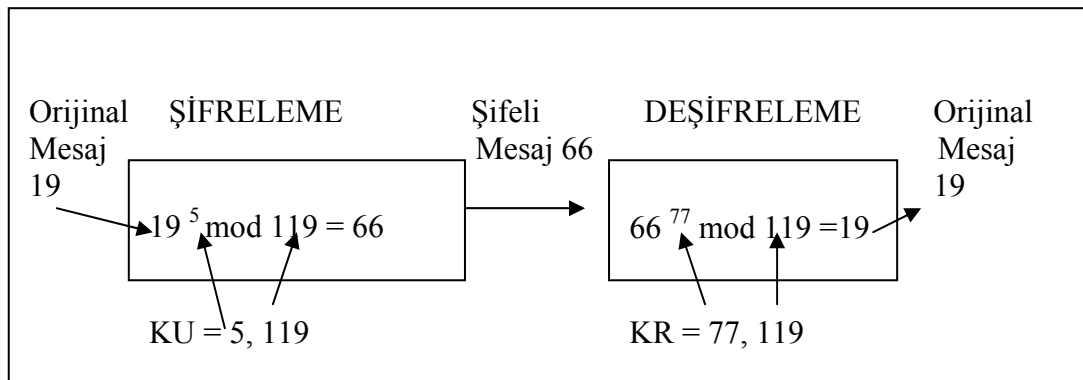 Orijinal
Mesaj
19
ŞİFRELEME
19 5 mod 119 = 66
KU = 5, 119
Şifeli
Mesaj 66
DEŞİFRELEME
66 77 mod 119 =19
KR = 77, 119
Orijinal
Mesaj
19